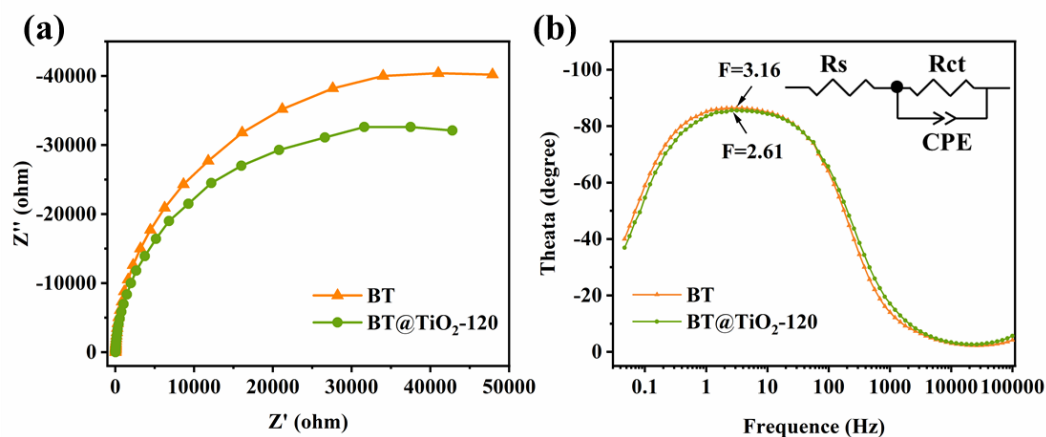 (a)
-40000
-30000
-20000
-10000
0
Z'' (ohm)
BT
BT@TiO₂-120
0 10000 20000 30000 40000 50000
Z' (ohm)
(b)
-100
-80
-60
-40
-20
0
Theata (degree)
F=3.16
F=2.61
Rs Rct
CPE
BT
BT@TiO₂-120
0.1 1 10 100 1000 10000 100000
Frequence (Hz)